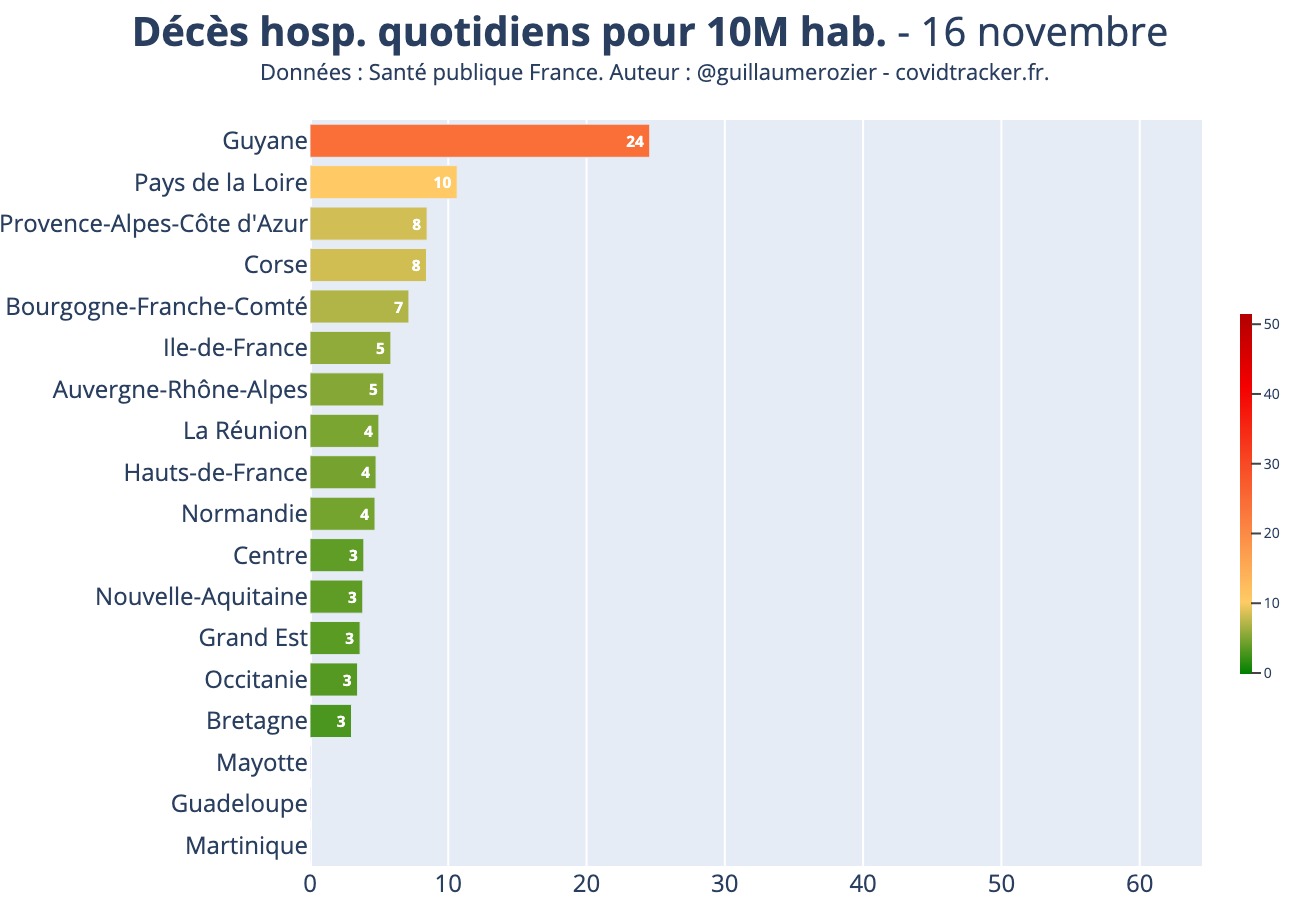 Décès hosp. quotidiens pour 10M hab. - 16 novembre
Données : Santé publique France. Auteur : @guillaumerozier - covidtracker.fr.
Guyane 24
Pays de la Loire 10
Provence-Alpes-Côte d'Azur 8
Corse 8
Bourgogne-Franche-Comté 7
Ile-de-France 5
Auvergne-Rhône-Alpes 5
La Réunion 4
Hauts-de-France 4
Normandie 4
Centre 3
Nouvelle-Aquitaine 3
Grand Est 3
Occitanie 3
Bretagne 3
Mayotte
Guadeloupe
Martinique
0 10 20 30 40 50 60
50
40
30
20
10
0